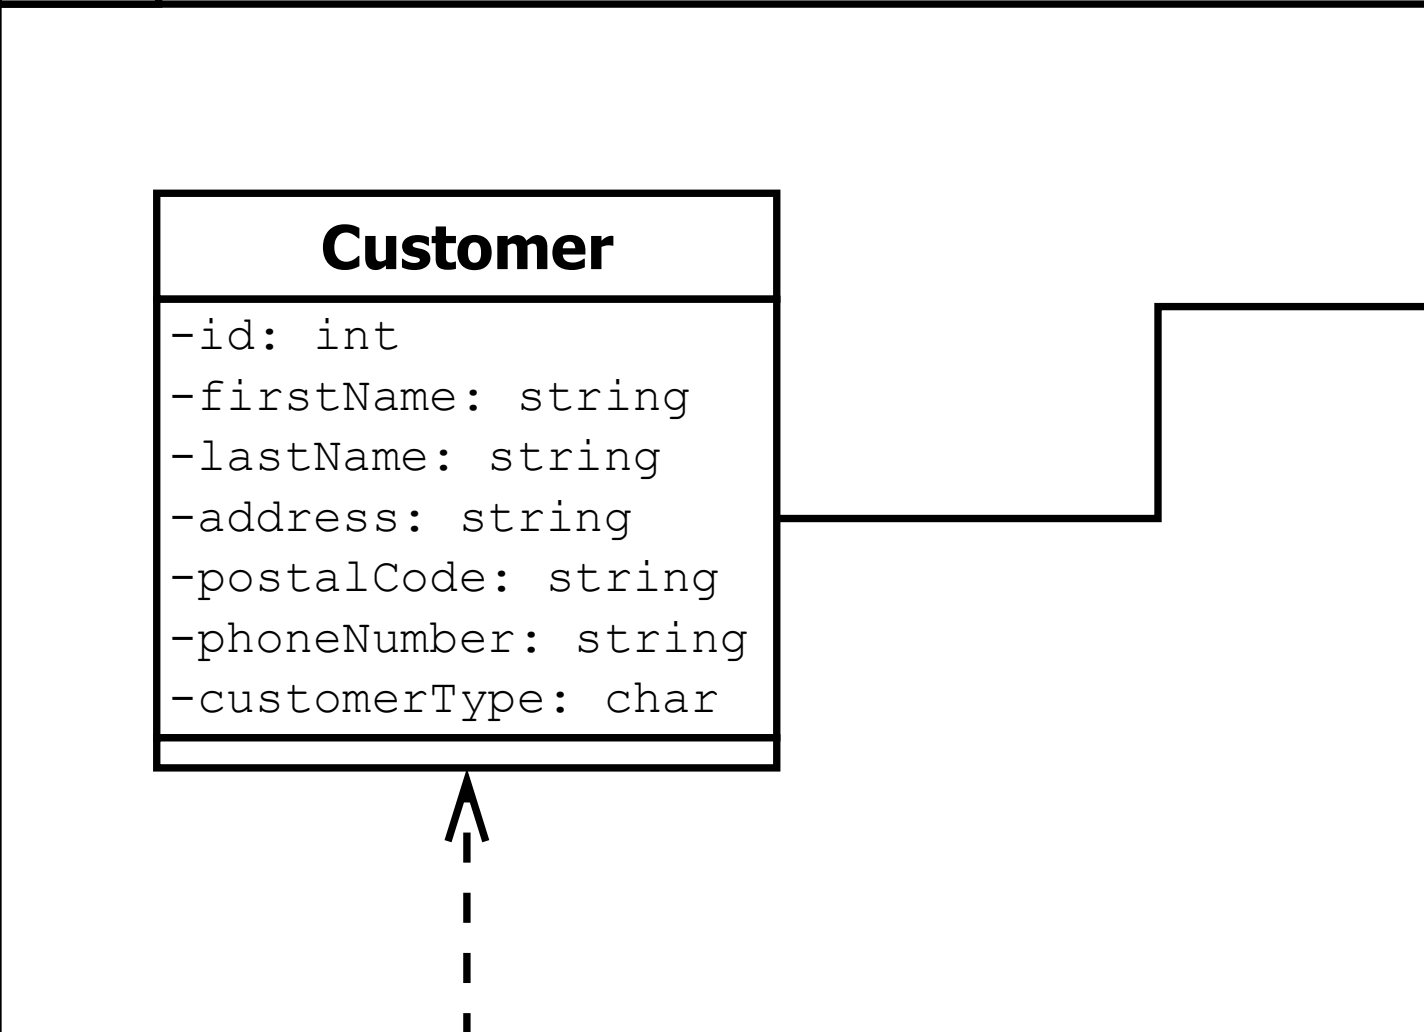 Customer
-id: int
-firstName: string
-lastName: string
-address: string
-postalCode: string
-phoneNumber: string
-customerType: char